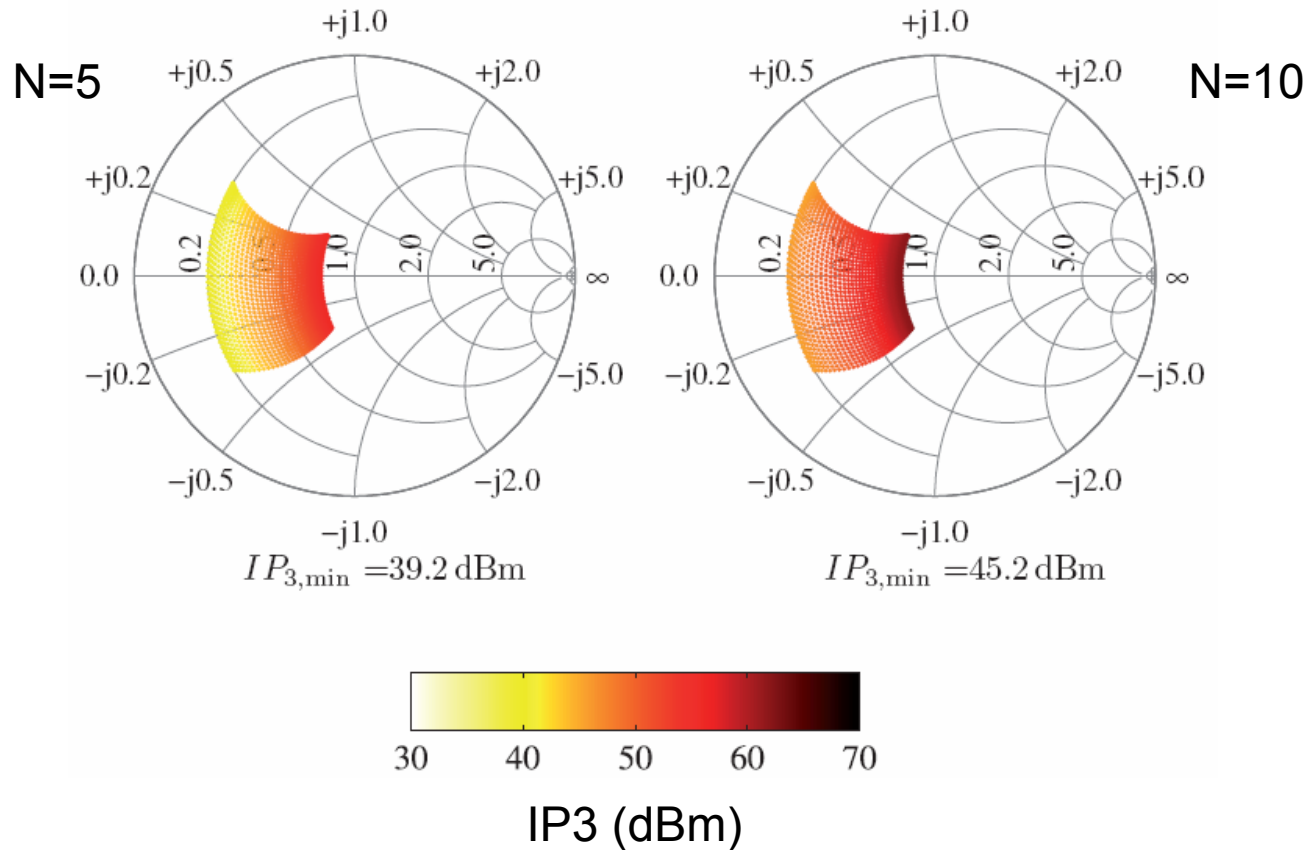 N=5
+j1.0
+j0.5
+j2.0
+j0.2
+j5.0
0.0
0.2
0.5
1.0
2.0
5.0
∞
−j0.2
−j5.0
−j0.5
−j2.0
−j1.0
IP3,min =39.2 dBm
N=10
+j1.0
+j0.5
+j2.0
+j0.2
+j5.0
0.0
0.2
0.5
1.0
2.0
5.0
∞
−j0.2
−j5.0
−j0.5
−j2.0
−j1.0
IP3,min =45.2 dBm
30 40 50 60 70
IP3 (dBm)